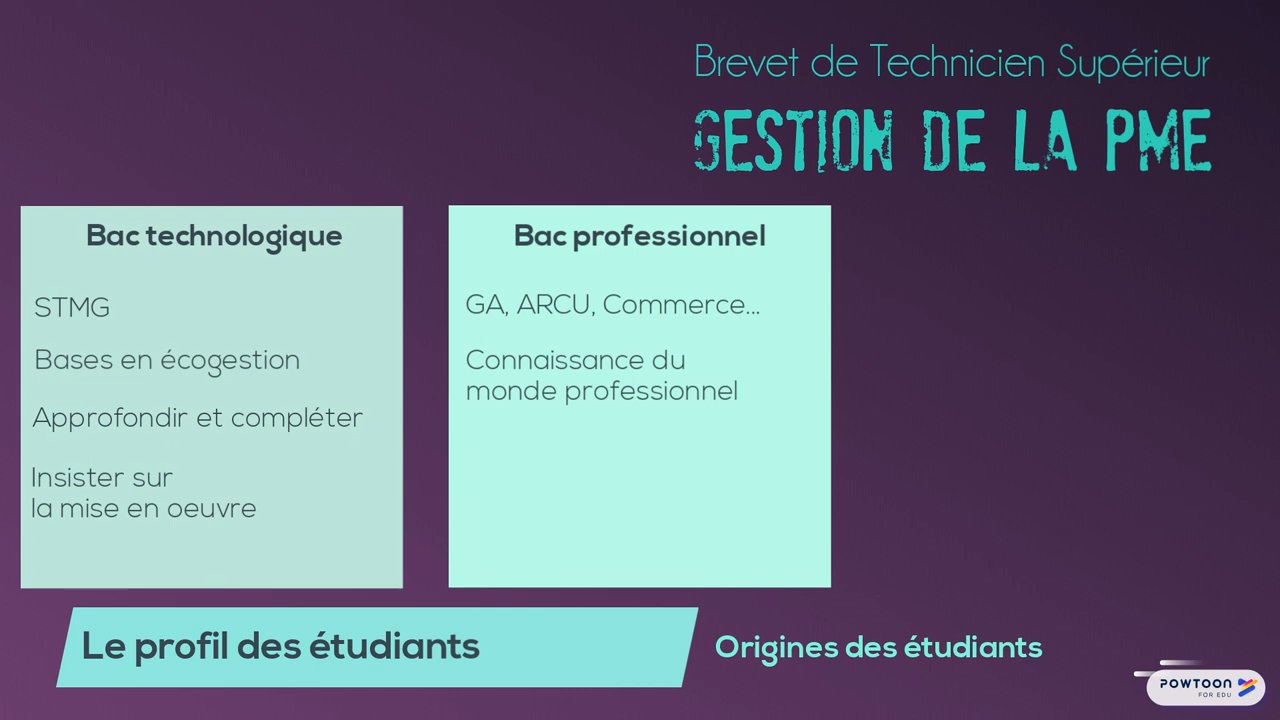 Brevet de Technicien Supérieur
GESTION DE LA PME
Bac technologique
STMG
Bases en écogestion
Approfondir et compléter
Insister sur
la mise en oeuvre
Bac professionnel
GA, ARCU, Commerce...
Connaissance du
monde professionnel
Le profil des étudiants
Origines des étudiants
POWTOON
FOR EDU